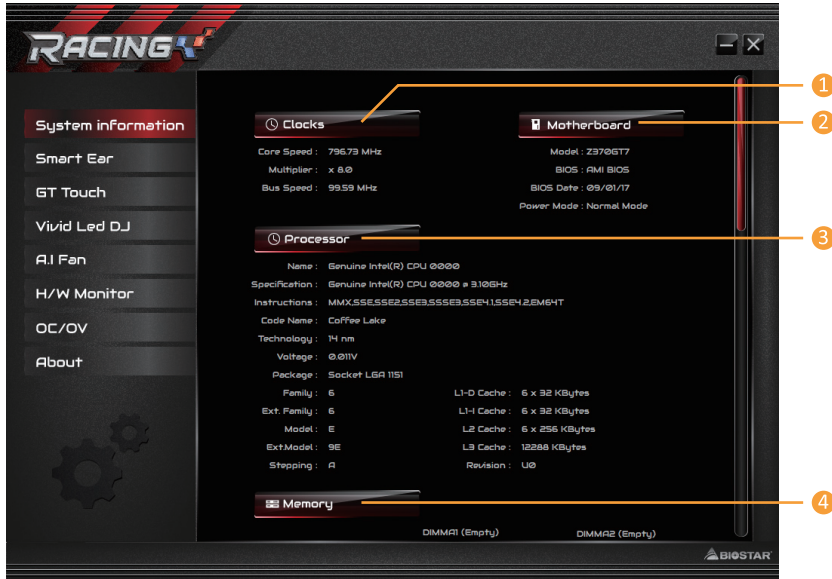 RACING
System information
Smart Ear
GT Touch
Vivid Led DJ
A.I Fan
H/W Monitor
OC/OV
About
Clocks
1
Core Speed : 796.73 MHz
Multiplier : x 8.0
Bus Speed : 99.59 MHz
Motherboard
2
Model : Z370GT7
BIOS : AMI BIOS
BIOS Date : 09/01/17
Power Mode : Normal Mode
Processor
3
Name : Genuine Intel(R) CPU 0000
Specification : Genuine Intel(R) CPU 0000 @ 3.10GHz
Instructions : MMX,SSE,SSE2,SSE3,SSSE3,SSE4.1,SSE4.2,EM64T
Code Name : Coffee Lake
Technology : 14 nm
Voltage : 0.011V
Package : Socket LGA 1151
Family : 6
Ext. Family : 6
Model : E
Ext.Model : 9E
Stepping : A
L1-D Cache : 6 x 32 KBytes
L1-I Cache : 6 x 32 KBytes
L2 Cache : 6 x 256 KBytes
L3 Cache : 12288 KBytes
Revision : U0
Memory
4
DIMMA1 (Empty)
DIMMA2 (Empty)
BIOSTAR